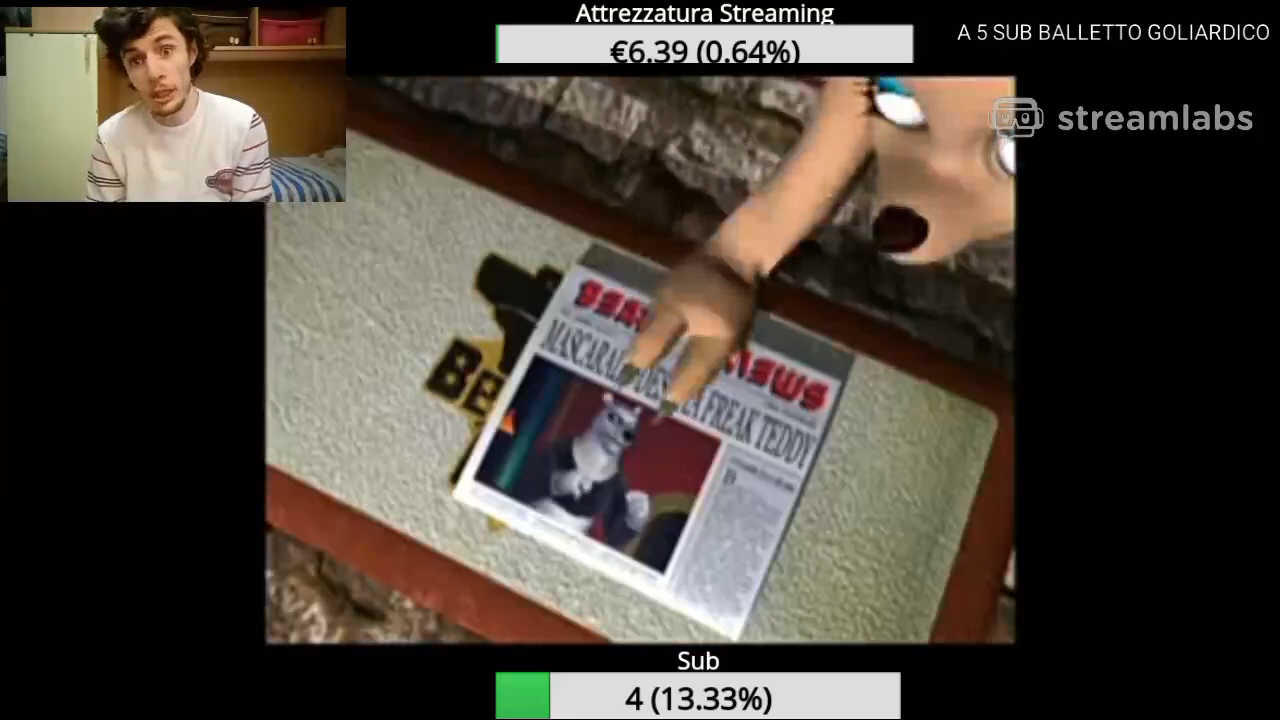 Attrezzatura Streaming
€6.39 (0.64%)
A 5 SUB BALLETTO GOLIARDICO
streamlabs
NEWS
FREAK TEDDY
Sub
4 (13.33%)